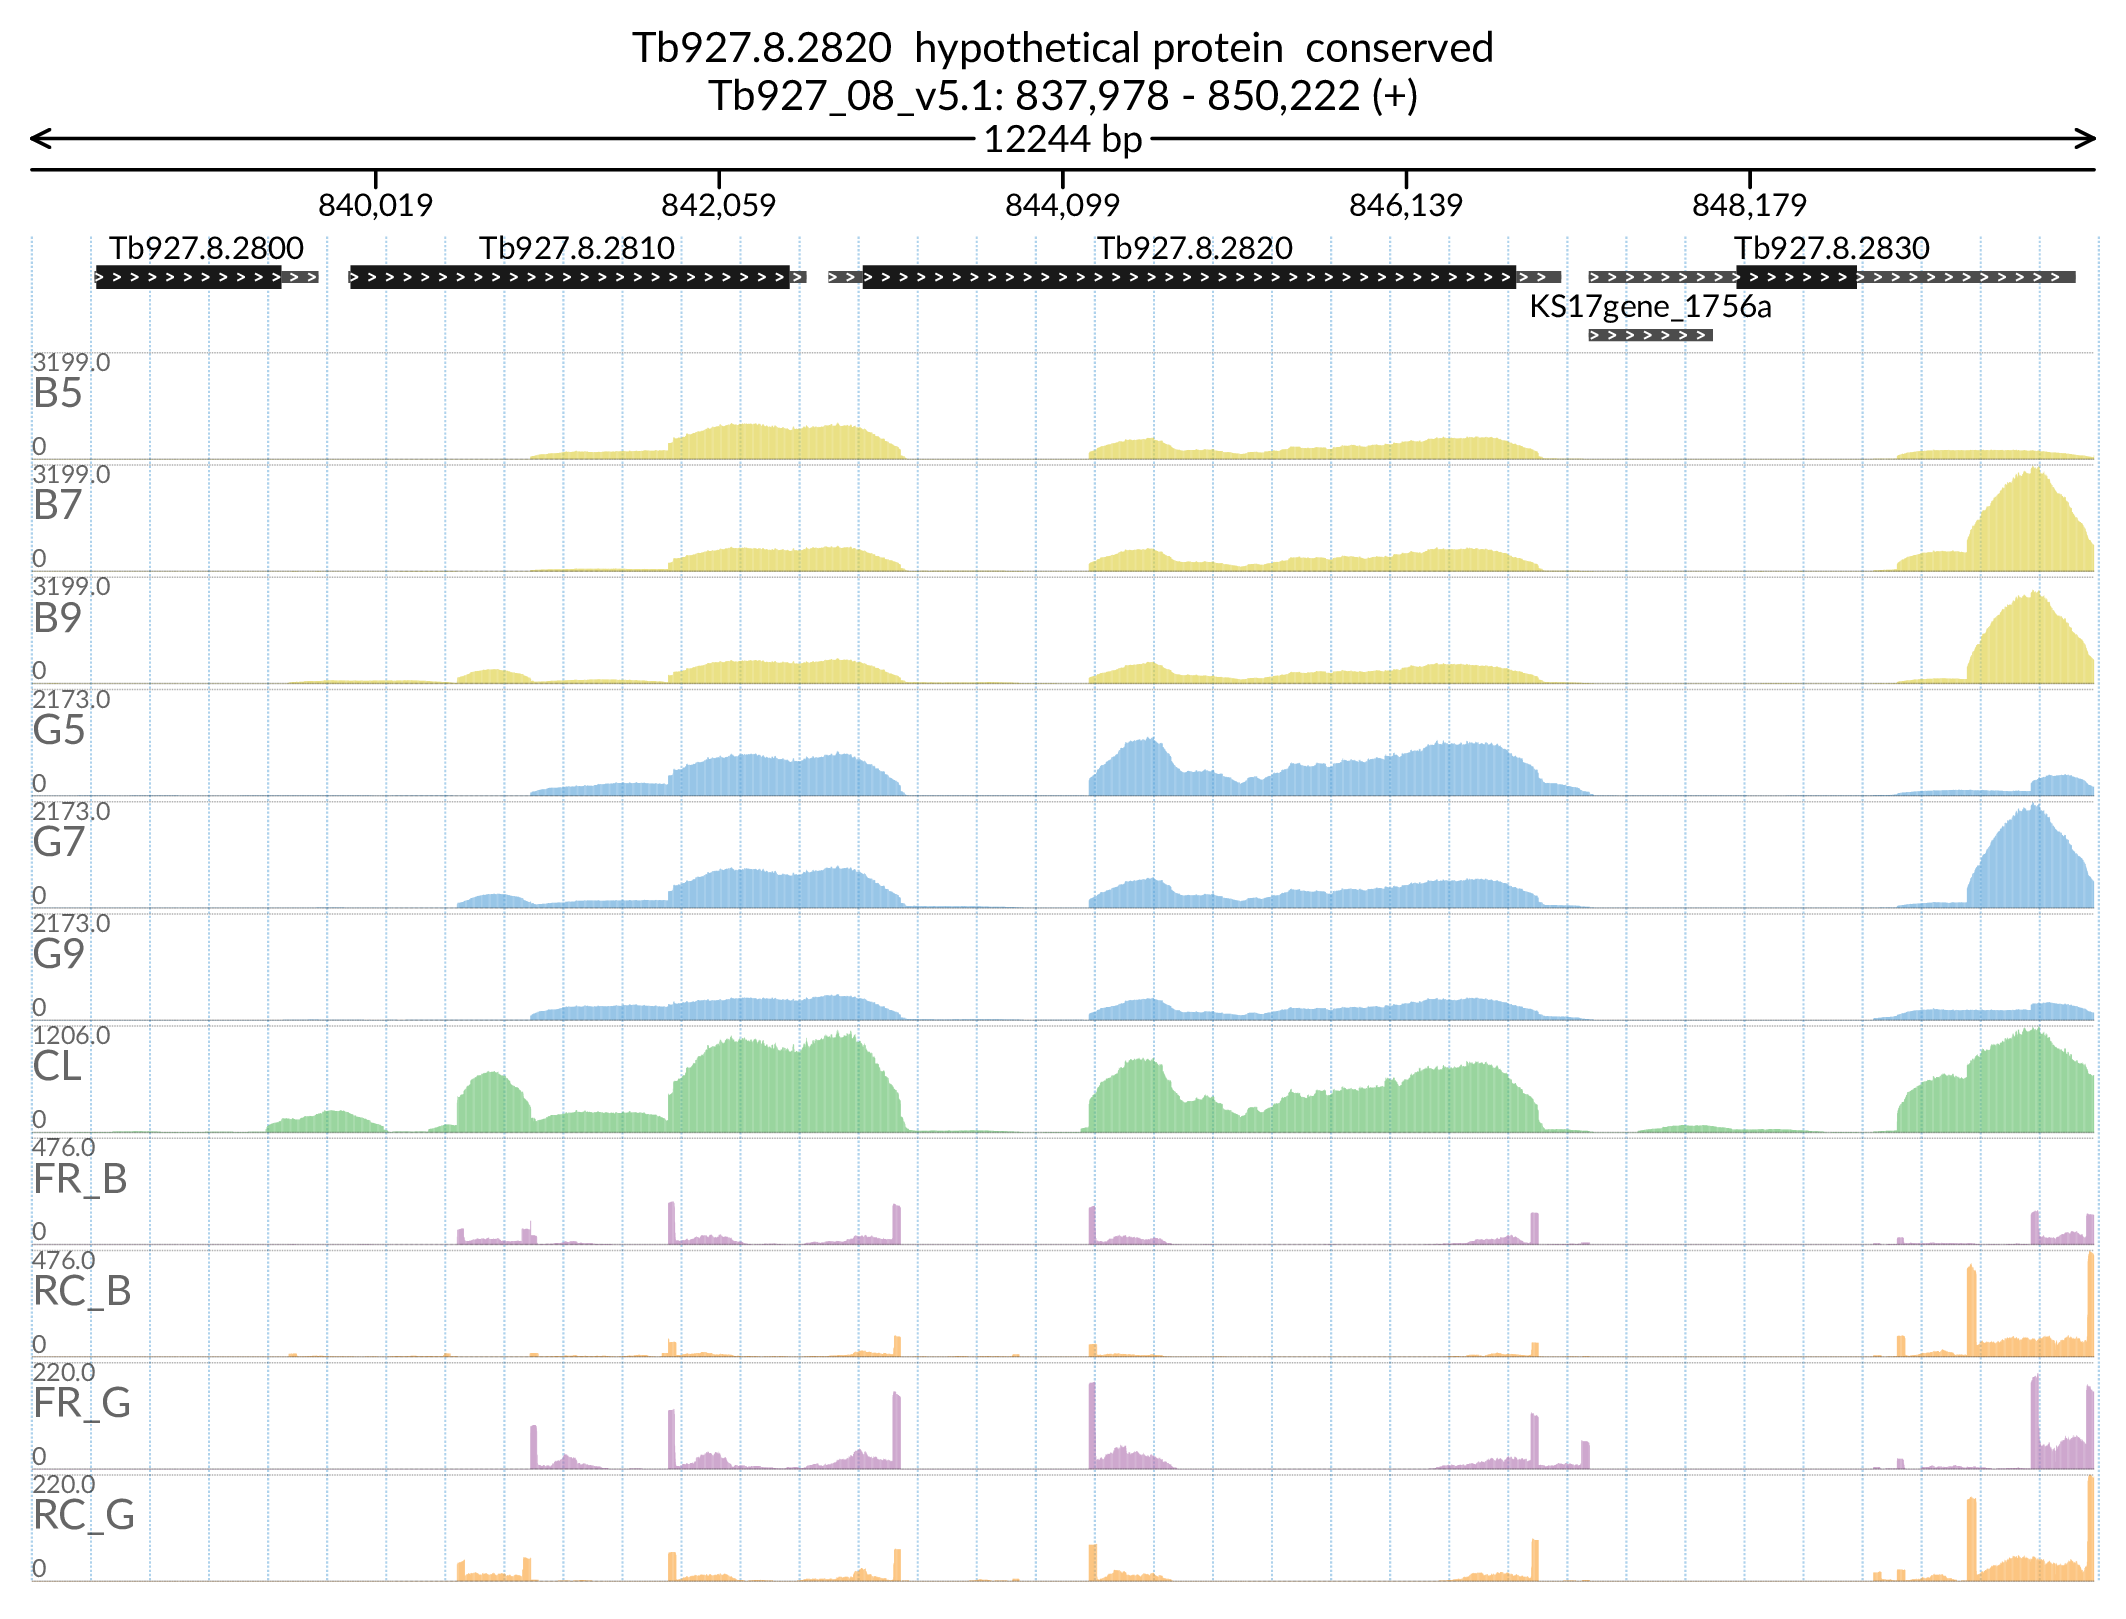 Tb927.8.2820  hypothetical protein  conserved
Tb927_08_v5.1: 837,978 - 850,222 (+)
12244 bp
840,019 842,059 844,099 846,139 848,179
Tb927.8.2800 Tb927.8.2810 Tb927.8.2820 Tb927.8.2830
KS17gene_1756a
3199.0
B5
0
3199.0
B7
0
3199.0
B9
0
2173.0
G5
0
2173.0
G7
0
2173.0
G9
0
1206.0
CL
0
476.0
FR_B
0
476.0
RC_B
0
220.0
FR_G
0
220.0
RC_G
0